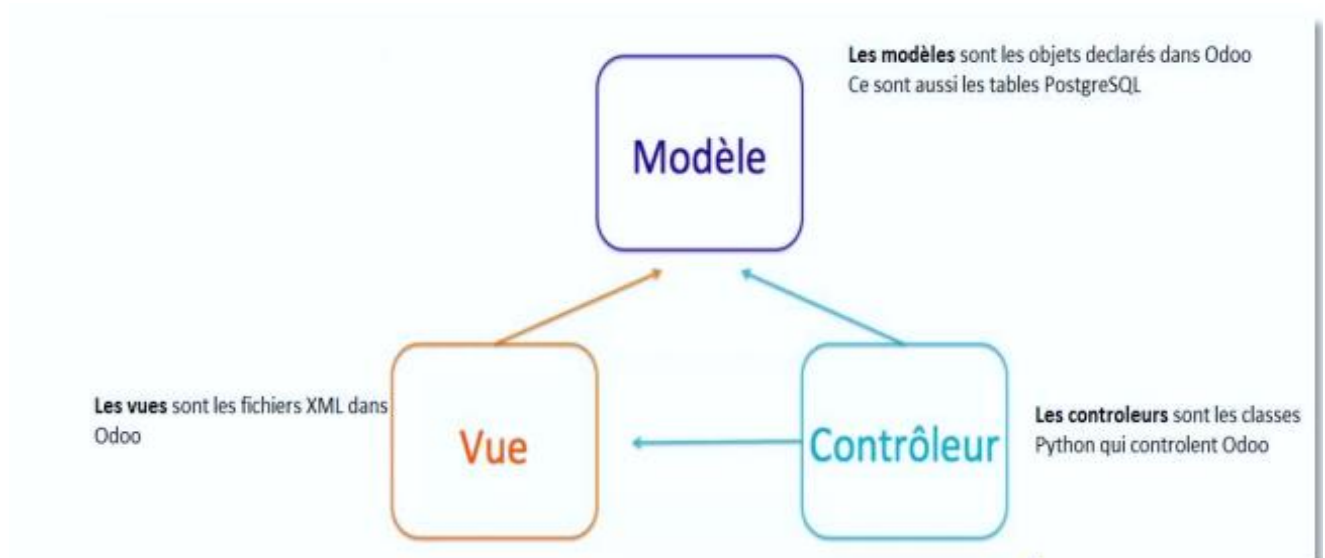 Les modèles sont les objets declarés dans Odoo
Ce sont aussi les tables PostgreSQL
Modèle
Les vues sont les fichiers XML dans
Odoo
Vue
Contrôleur
Les controleurs sont les classes
Python qui controlent Odoo